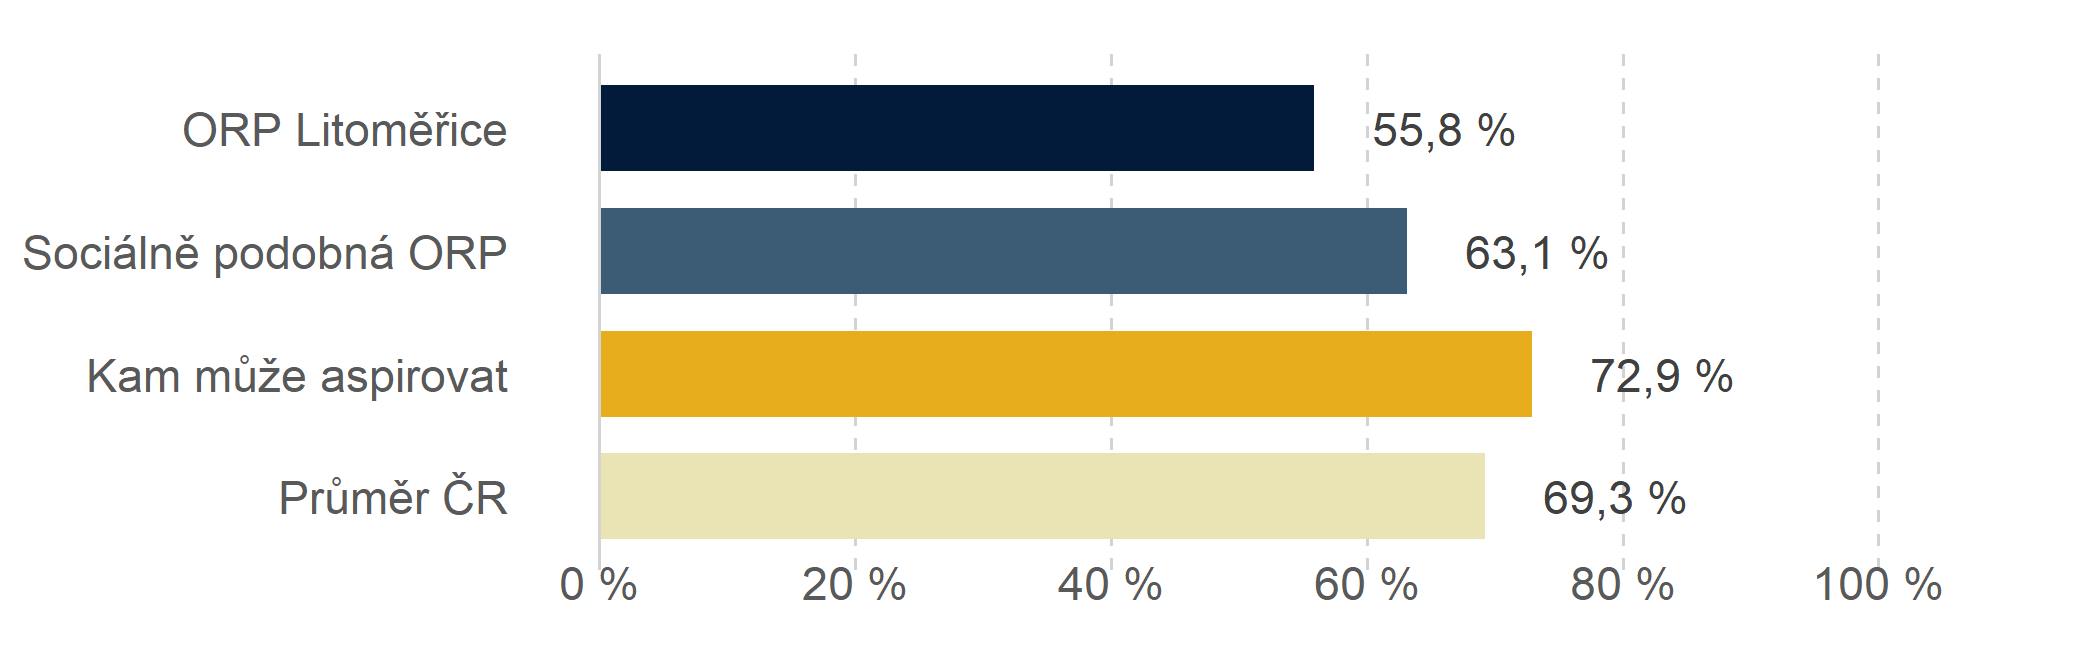 ORP Litoměřice
55,8 %
Sociálně podobná ORP
63,1 %
Kam může aspirovat
72,9 %
Průměr ČR
69,3 %
0 % 20 % 40 % 60 % 80 % 100 %